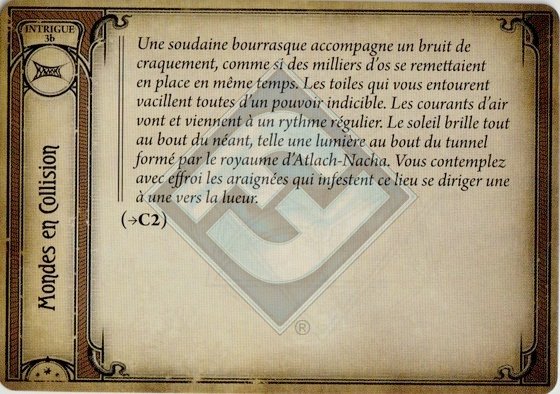 INTRIGUE
3b
Mondes en Collision
Une soudaine bourrasque accompagne un bruit de
craquement, comme si des milliers d'os se remettaient
en place en même temps. Les toiles qui vous entourent
vacillent toutes d'un pouvoir indicible. Les courants d'air
vont et viennent à un rythme régulier. Le soleil brille tout
au bout du néant, telle une lumière au bout du tunnel
formé par le royaume d'Atlach-Nacha. Vous contemplez
avec effroi les araignées qui infestent ce lieu se diriger une
à une vers la lueur.
(→C2)
®